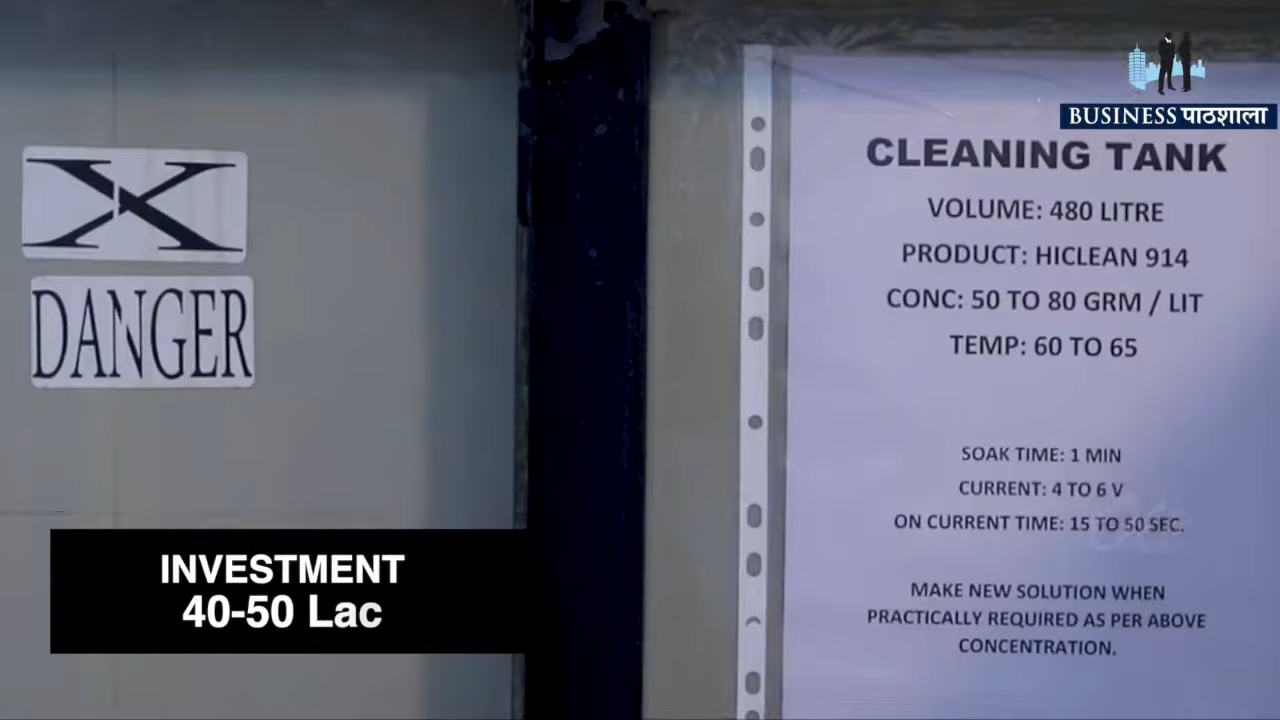 BUSINESS पाठशाला
X
DANGER
CLEANING TANK
VOLUME: 480 LITRE
PRODUCT: HICLEAN 914
CONC: 50 TO 80 GRM / LIT
TEMP: 60 TO 65
SOAK TIME: 1 MIN
CURRENT: 4 TO 6 V
ON CURRENT TIME: 15 TO 50 SEC.
MAKE NEW SOLUTION WHEN
PRACTICALLY REQUIRED AS PER ABOVE
CONCENTRATION.
INVESTMENT
40-50 Lac